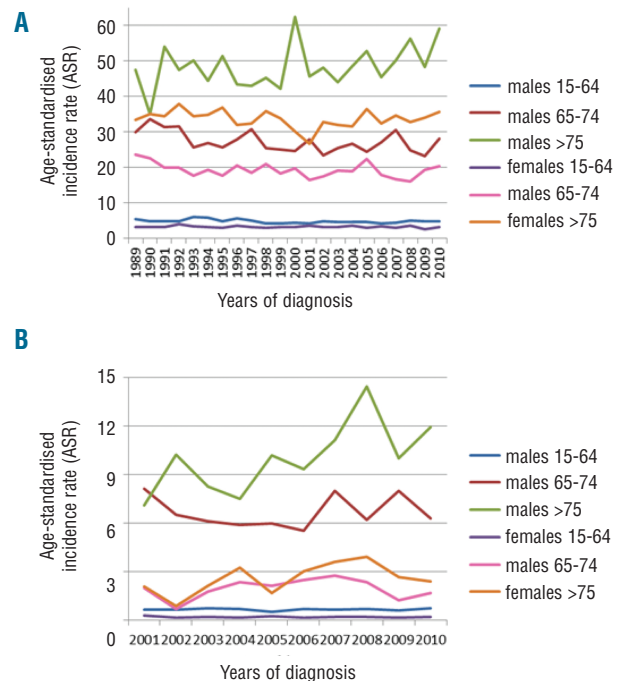 A
Age-standardised
incidence rate (ASR)
60
50
40
30
20
10
0
1989
1990
1991
1992
1993
1994
1995
1996
1997
1998
1999
2000
2001
2002
2003
2004
2005
2006
2007
2008
2009
2010
Years of diagnosis
males 15-64
males 65-74
males >75
females 15-64
males 65-74
females >75
B
Age-standardised
incidence rate (ASR)
15
12
9
6
3
0
2001 2002 2003 2004 2005 2006 2007 2008 2009 2010
Years of diagnosis
males 15-64
males 65-74
males >75
females 15-64
males 65-74
females >75